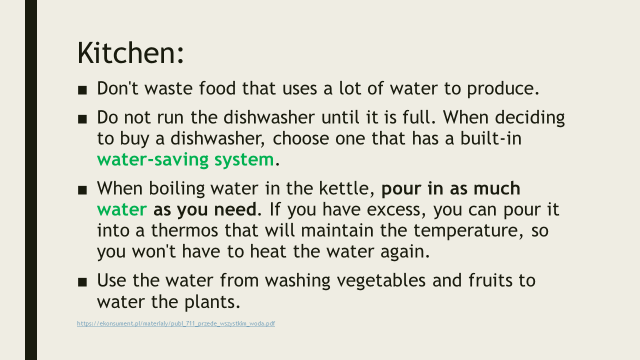 Kitchen:
■ Don't waste food that uses a lot of water to produce.
■ Do not run the dishwasher until it is full. When deciding
to buy a dishwasher, choose one that has a built-in
water-saving system.
■ When boiling water in the kettle, pour in as much
water as you need. If you have excess, you can pour it
into a thermos that will maintain the temperature, so
you won't have to heat the water again.
■ Use the water from washing vegetables and fruits to
water the plants.
https://ekonsument.pl/materialy/publ_711_przede_wszystkim_woda.pdf